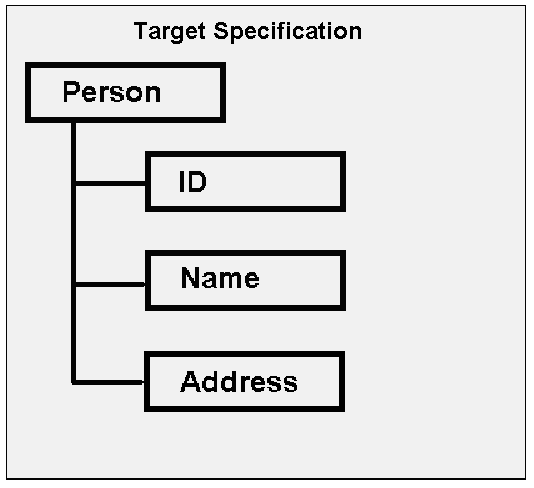 Target Specification
Person
ID
Name
Address